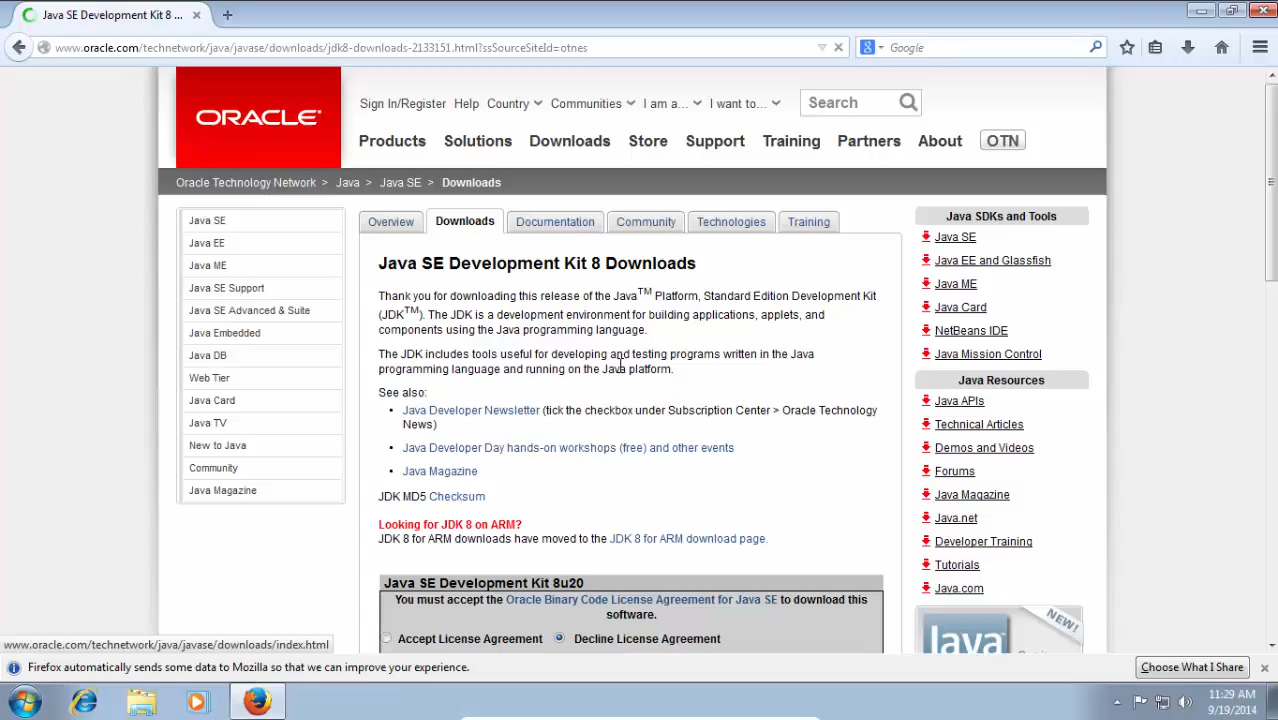 Java SE Development Kit 8 ...
www.oracle.com/technetwork/java/javase/downloads/jdk8-downloads-2133151.html?ssSourceSiteId=otnes
Google
ORACLE®
Sign In/Register Help Country Communities I am a... I want to... Search
Products Solutions Downloads Store Support Training Partners About OTN
Oracle Technology Network > Java > Java SE > Downloads
Java SE
Java EE
Java ME
Java SE Support
Java SE Advanced & Suite
Java Embedded
Java DB
Web Tier
Java Card
Java TV
New to Java
Community
Java Magazine
Overview Downloads Documentation Community Technologies Training
Java SE Development Kit 8 Downloads
Thank you for downloading this release of the Java™ Platform, Standard Edition Development Kit
(JDK™). The JDK is a development environment for building applications, applets, and
components using the Java programming language.
The JDK includes tools useful for developing and testing programs written in the Java
programming language and running on the Java platform.
See also:
• Java Developer Newsletter (tick the checkbox under Subscription Center > Oracle Technology
News)
• Java Developer Day hands-on workshops (free) and other events
• Java Magazine
JDK MD5 Checksum
Looking for JDK 8 on ARM?
JDK 8 for ARM downloads have moved to the JDK 8 for ARM download page.
Java SE Development Kit 8u20
You must accept the Oracle Binary Code License Agreement for Java SE to download this
software.
Accept License Agreement Decline License Agreement
Java SDKs and Tools
Java SE
Java EE and Glassfish
Java ME
Java Card
NetBeans IDE
Java Mission Control
Java Resources
Java APIs
Technical Articles
Demos and Videos
Forums
Java Magazine
Java.net
Developer Training
Tutorials
Java.com
NEW!
Java
www.oracle.com/technetwork/java/javase/downloads/index.html
Firefox automatically sends some data to Mozilla so that we can improve your experience. Choose What I Share
11:29 AM
9/19/2014